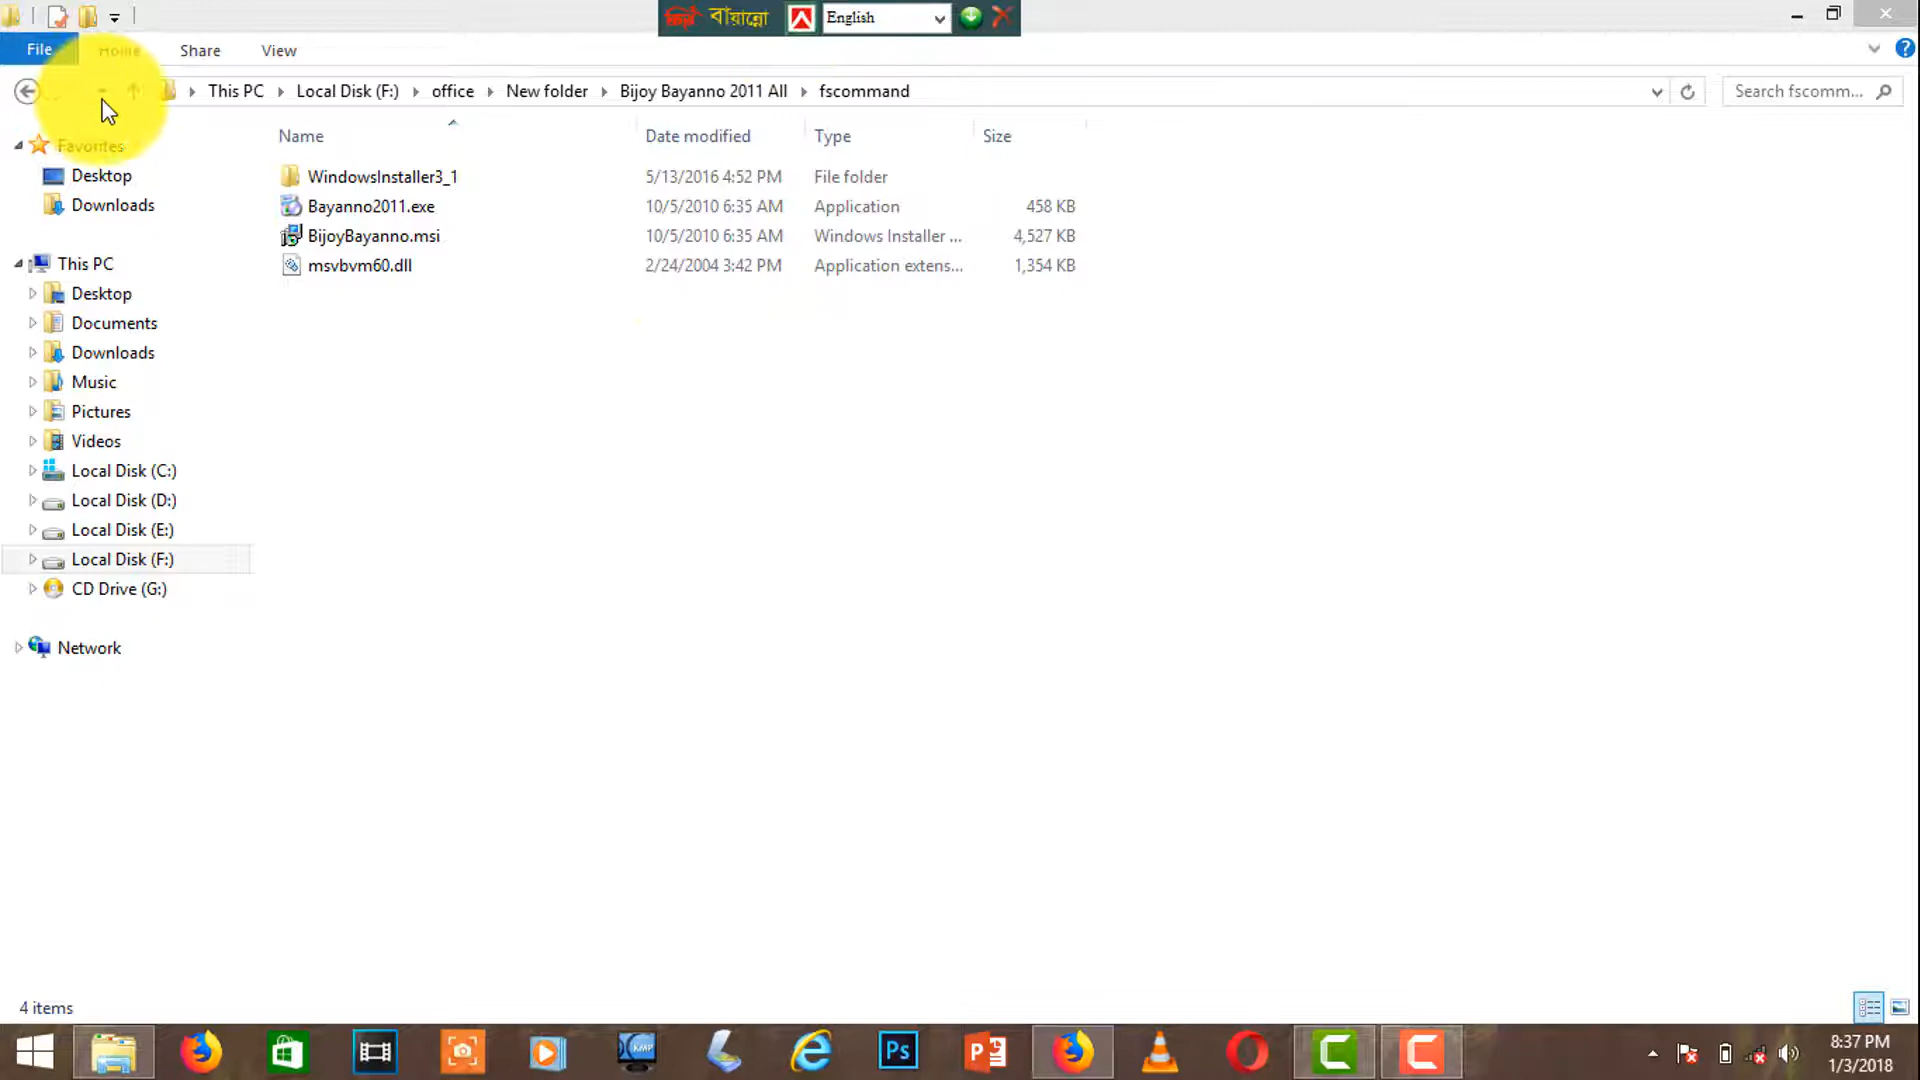 বায়ান্নো English
File Home Share View
This PC Local Disk (F:) office New folder Bijoy Bayanno 2011 All fscommand Search fscomm...
Name Date modified Type Size
WindowsInstaller3_1 5/13/2016 4:52 PM File folder
Bayanno2011.exe 10/5/2010 6:35 AM Application 458 KB
BijoyBayanno.msi 10/5/2010 6:35 AM Windows Installer ... 4,527 KB
msvbvm60.dll 2/24/2004 3:42 PM Application extens... 1,354 KB
Favorites
Desktop
Downloads
This PC
Desktop
Documents
Downloads
Music
Pictures
Videos
Local Disk (C:)
Local Disk (D:)
Local Disk (E:)
Local Disk (F:)
CD Drive (G:)
Network
4 items
KMP
Ps
8:37 PM
1/3/2018